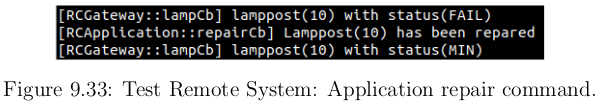 [RCGateway::lampCb] lamppost(10) with status(FAIL)
[RCApplication::repairCb] Lamppost(10) has been repared
[RCGateway::lampCb] lamppost(10) with status(MIN)
Figure 9.33: Test Remote System: Application repair command.